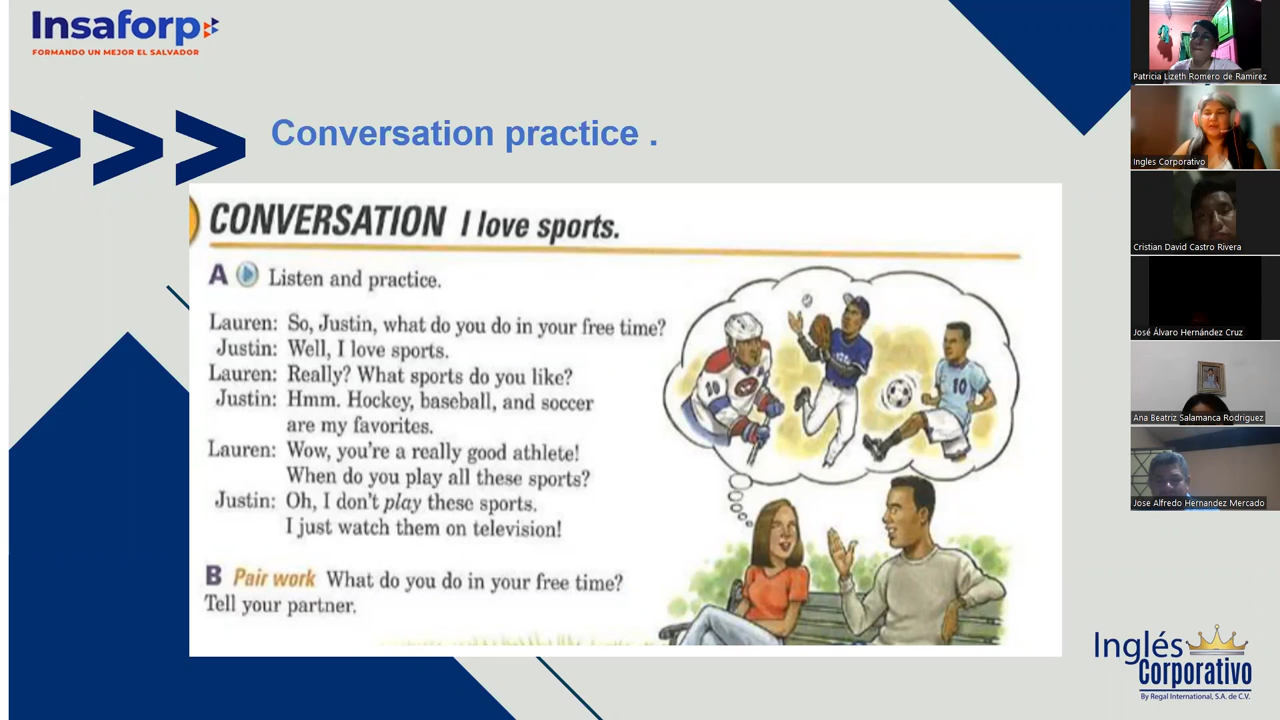 Insaforp
FORMANDO UN MEJOR EL SALVADOR
>>> Conversation practice .
CONVERSATION I love sports.
A Listen and practice.
Lauren: So, Justin, what do you do in your free time?
Justin: Well, I love sports.
Lauren: Really? What sports do you like?
Justin: Hmm. Hockey, baseball, and soccer
are my favorites.
Lauren: Wow, you're a really good athlete!
When do you play all these sports?
Justin: Oh, I don't play these sports.
I just watch them on television!
B Pair work What do you do in your free time?
Tell your partner.
10
10
Patricia Lizeth Romero de Ramirez
Ingles Corporativo
Cristian David Castro Rivera
José Álvaro Hernández Cruz
Ana Beatriz Salamanca Rodriguez
Jose Alfredo Hernandez Mercado
Inglés
Corporativo
By Regal International, S.A. de C.V.